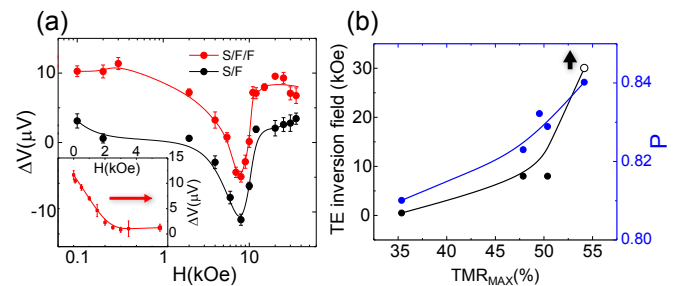 (a)
S/F/F
S/F
ΔV(μV)
10
0
-10
0 2 4
H(kOe)
15
10
5
0
ΔV(μV)
0.1 1 10
H(kOe)
(b)
TE inversion field (kOe)
30
20
10
0
0.84
0.82
0.80
P
35 40 45 50 55
TMR_MAX(%)